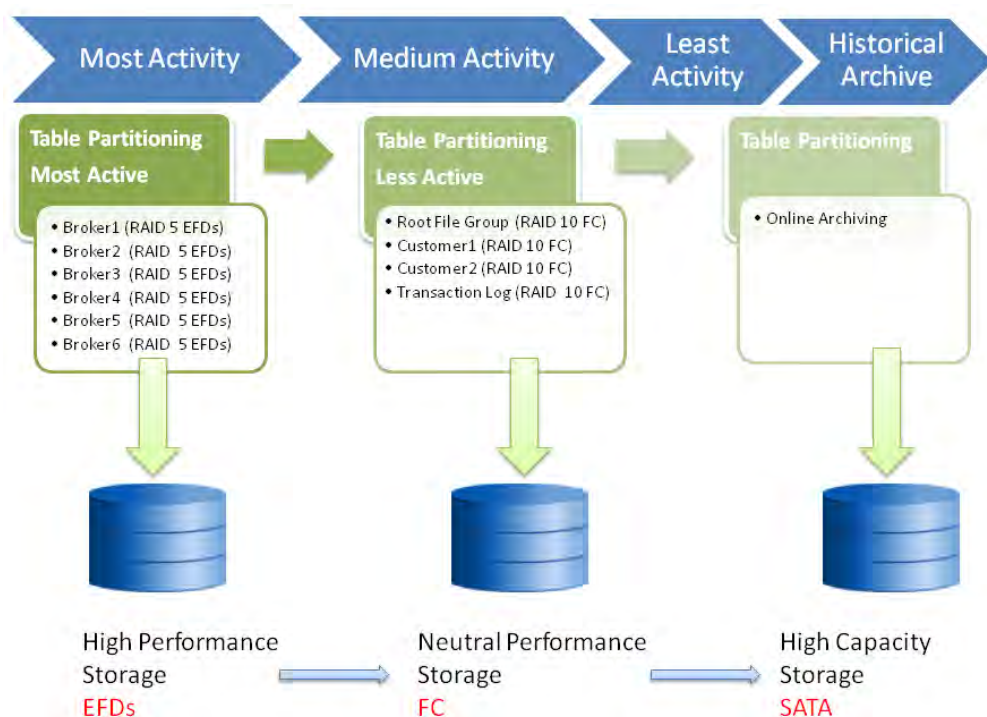 Most Activity
Medium Activity
Least
Activity
Historical
Archive
Table Partitioning
Most Active
• Broker1 (RAID 5 EFDs)
• Broker2 (RAID 5 EFDs)
• Broker3 (RAID 5 EFDs)
• Broker4 (RAID 5 EFDs)
• Broker5 (RAID 5 EFDs)
• Broker6 (RAID 5 EFDs)
Table Partitioning
Less Active
• Root File Group (RAID 10 FC)
• Customer1 (RAID 10 FC)
• Customer2 (RAID 10 FC)
• Transaction Log (RAID 10 FC)
Table Partitioning
• Online Archiving
High Performance
Storage
EFDs
Neutral Performance
Storage
FC
High Capacity
Storage
SATA